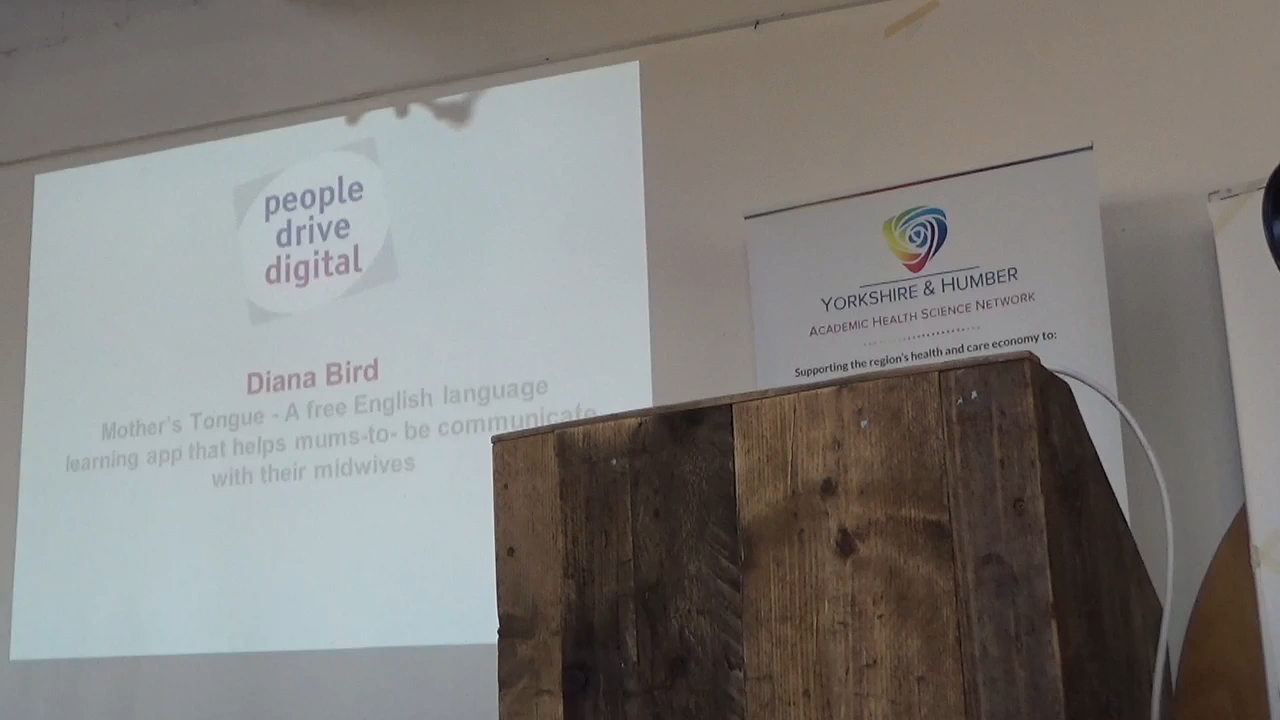 people
drive
digital
Diana Bird
Mother's Tongue - A free English language
learning app that helps mums-to- be communicate
with their midwives
YORKSHIRE & HUMBER
ACADEMIC HEALTH SCIENCE NETWORK
Supporting the region's health and care economy to: